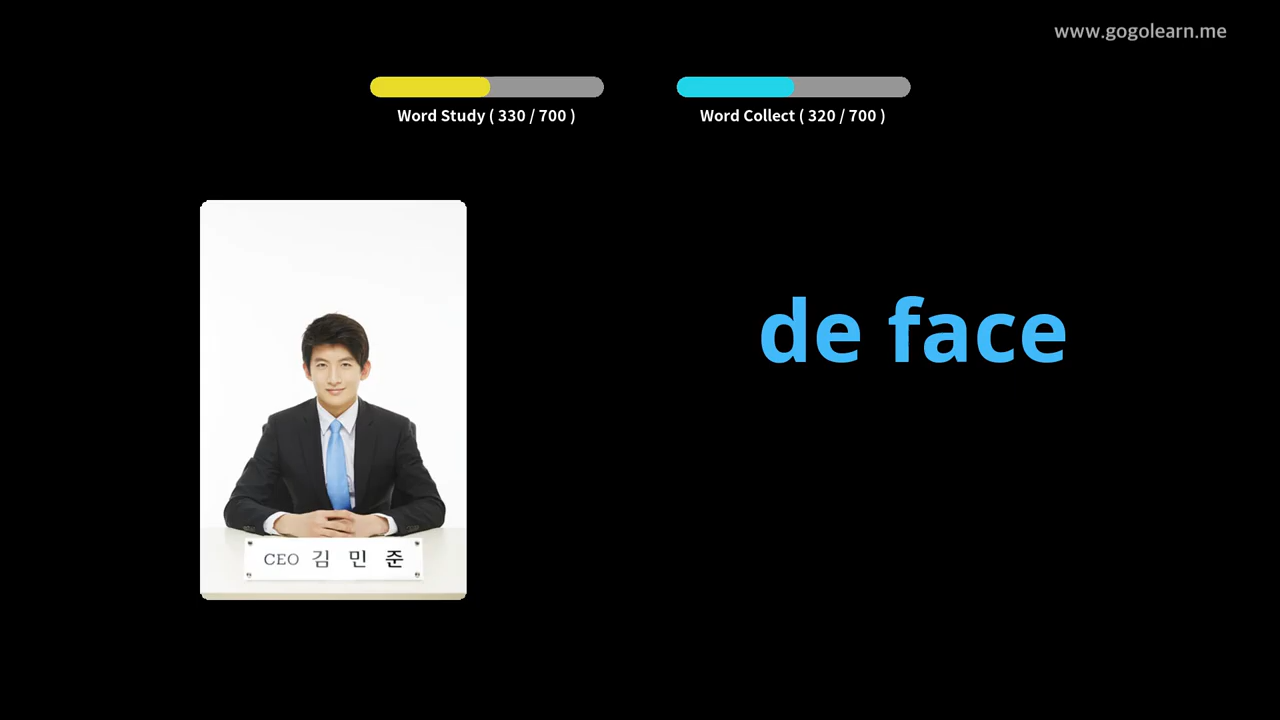 www.gogolearn.me
Word Study ( 330 / 700 )
Word Collect ( 320 / 700 )
de face
CEO 김 민 준